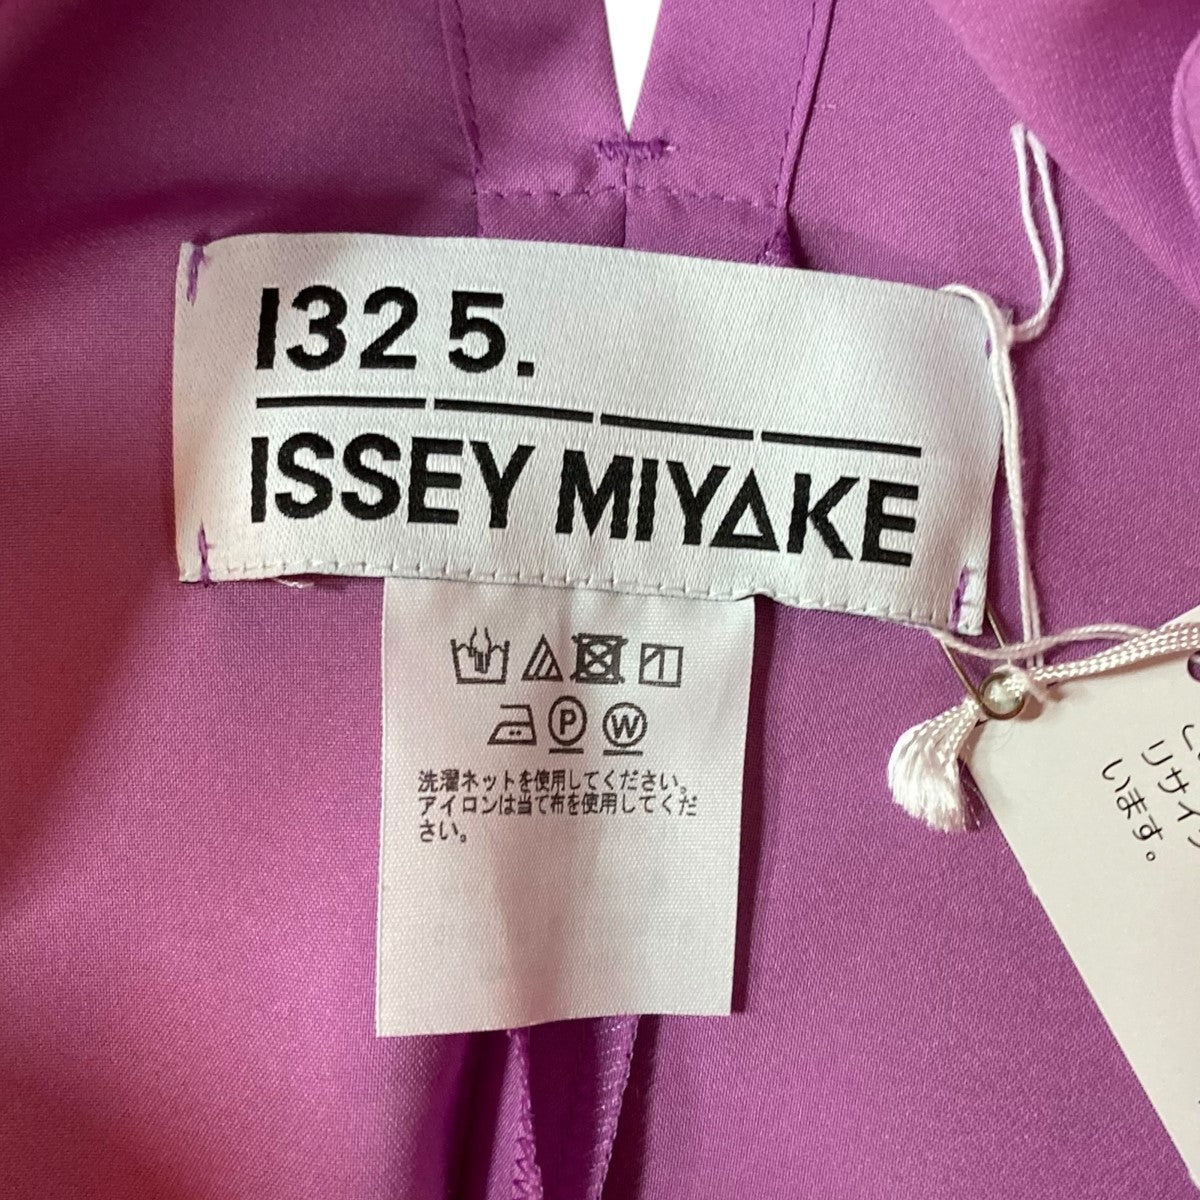 132 5.
ISSEY MIYAKE
P W
洗濯ネットを使用してください。
アイロンは当て布を使用してくだ
さい。
リサイ
います。